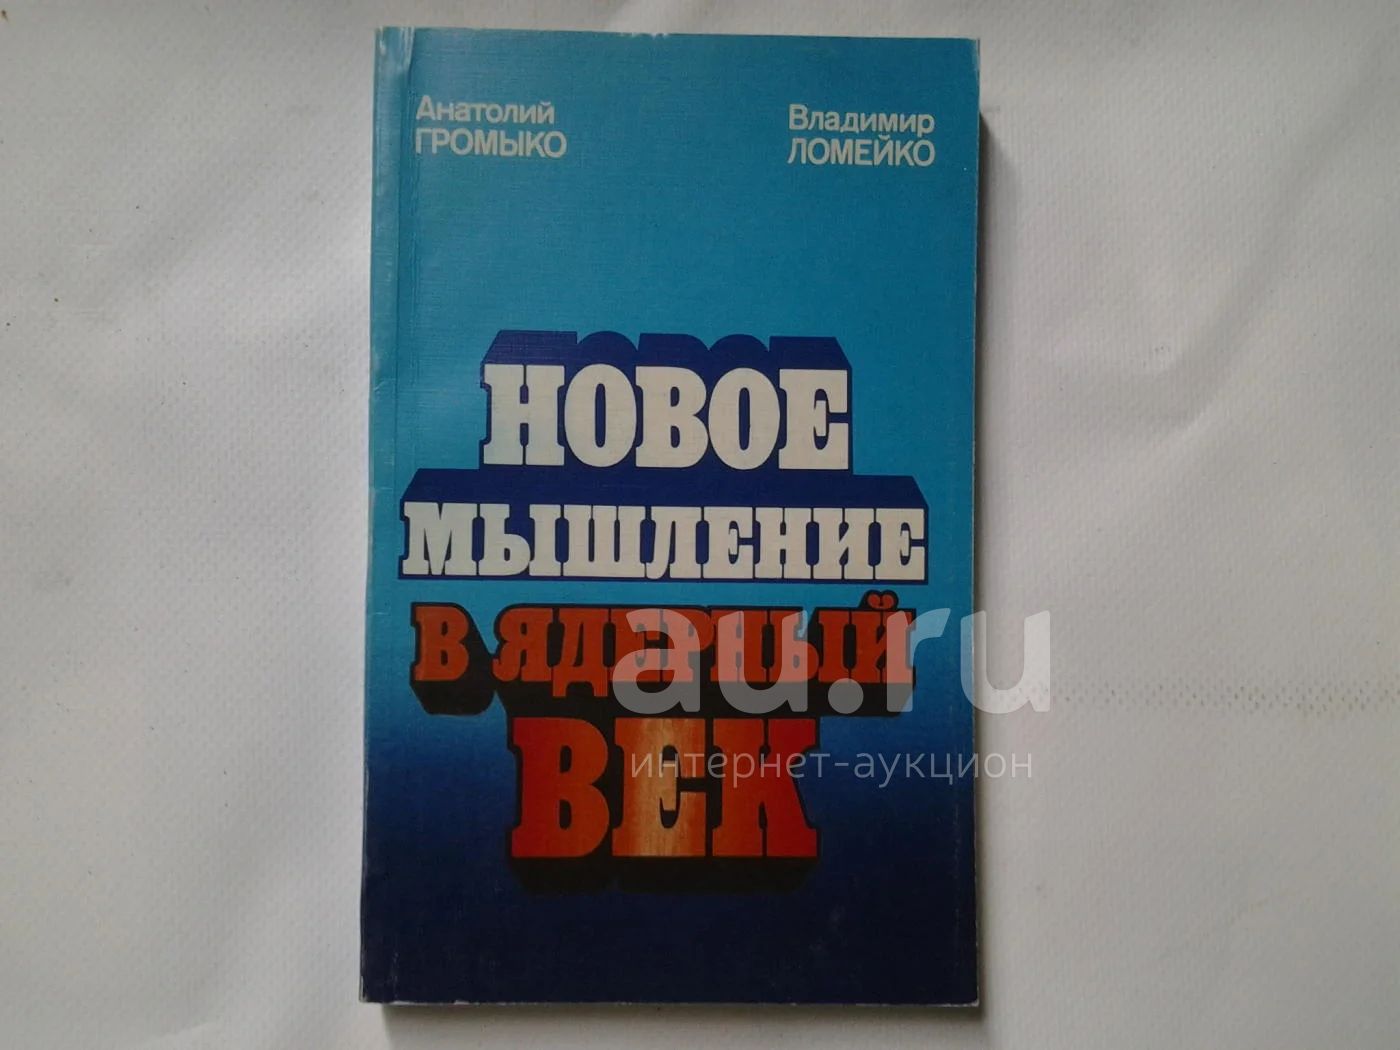 Анатолий
ГРОМЫКО
Владимир
ЛОМЕЙКО
НОВОЕ
МЫШЛЕНИЕ
В ЯДЕРНЫЙ
ВЕК
au.ru
интернет-аукцион